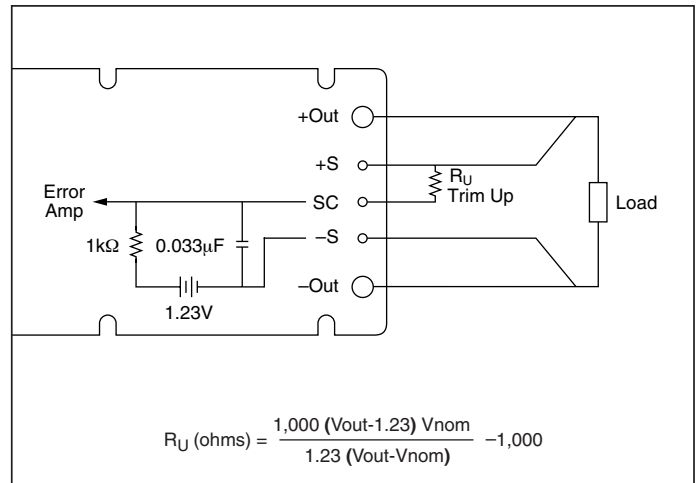 +Out
+S
RU
Trim Up
Error
Amp
SC
Load
1kΩ
0.033μF
–S
–Out
1.23V
RU (ohms) = 1,000 (Vout-1.23) Vnom / 1.23 (Vout-Vnom) –1,000